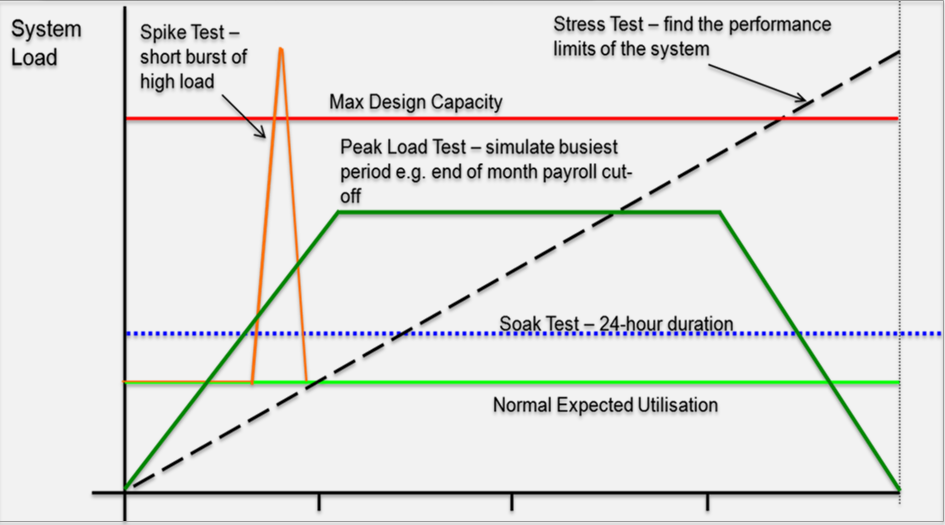 System
Load
Spike Test –
short burst of
high load
Stress Test – find the performance
limits of the system
Max Design Capacity
Peak Load Test – simulate busiest
period e.g. end of month payroll cut-
off
Soak Test – 24-hour duration
Normal Expected Utilisation